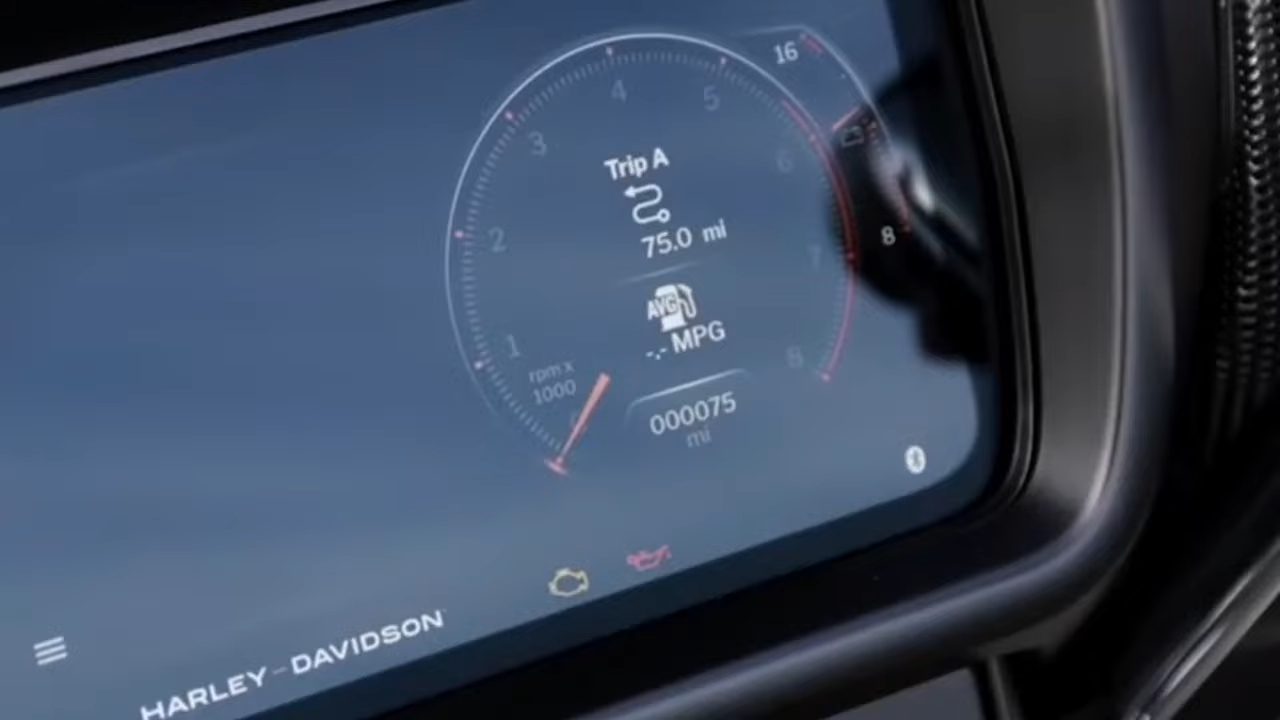 16
4
5
3
6
Trip A
2
75.0 mi
8
7
AVG
-.- MPG
1
8
rpm x
1000
000075
mi
HARLEY-DAVIDSON